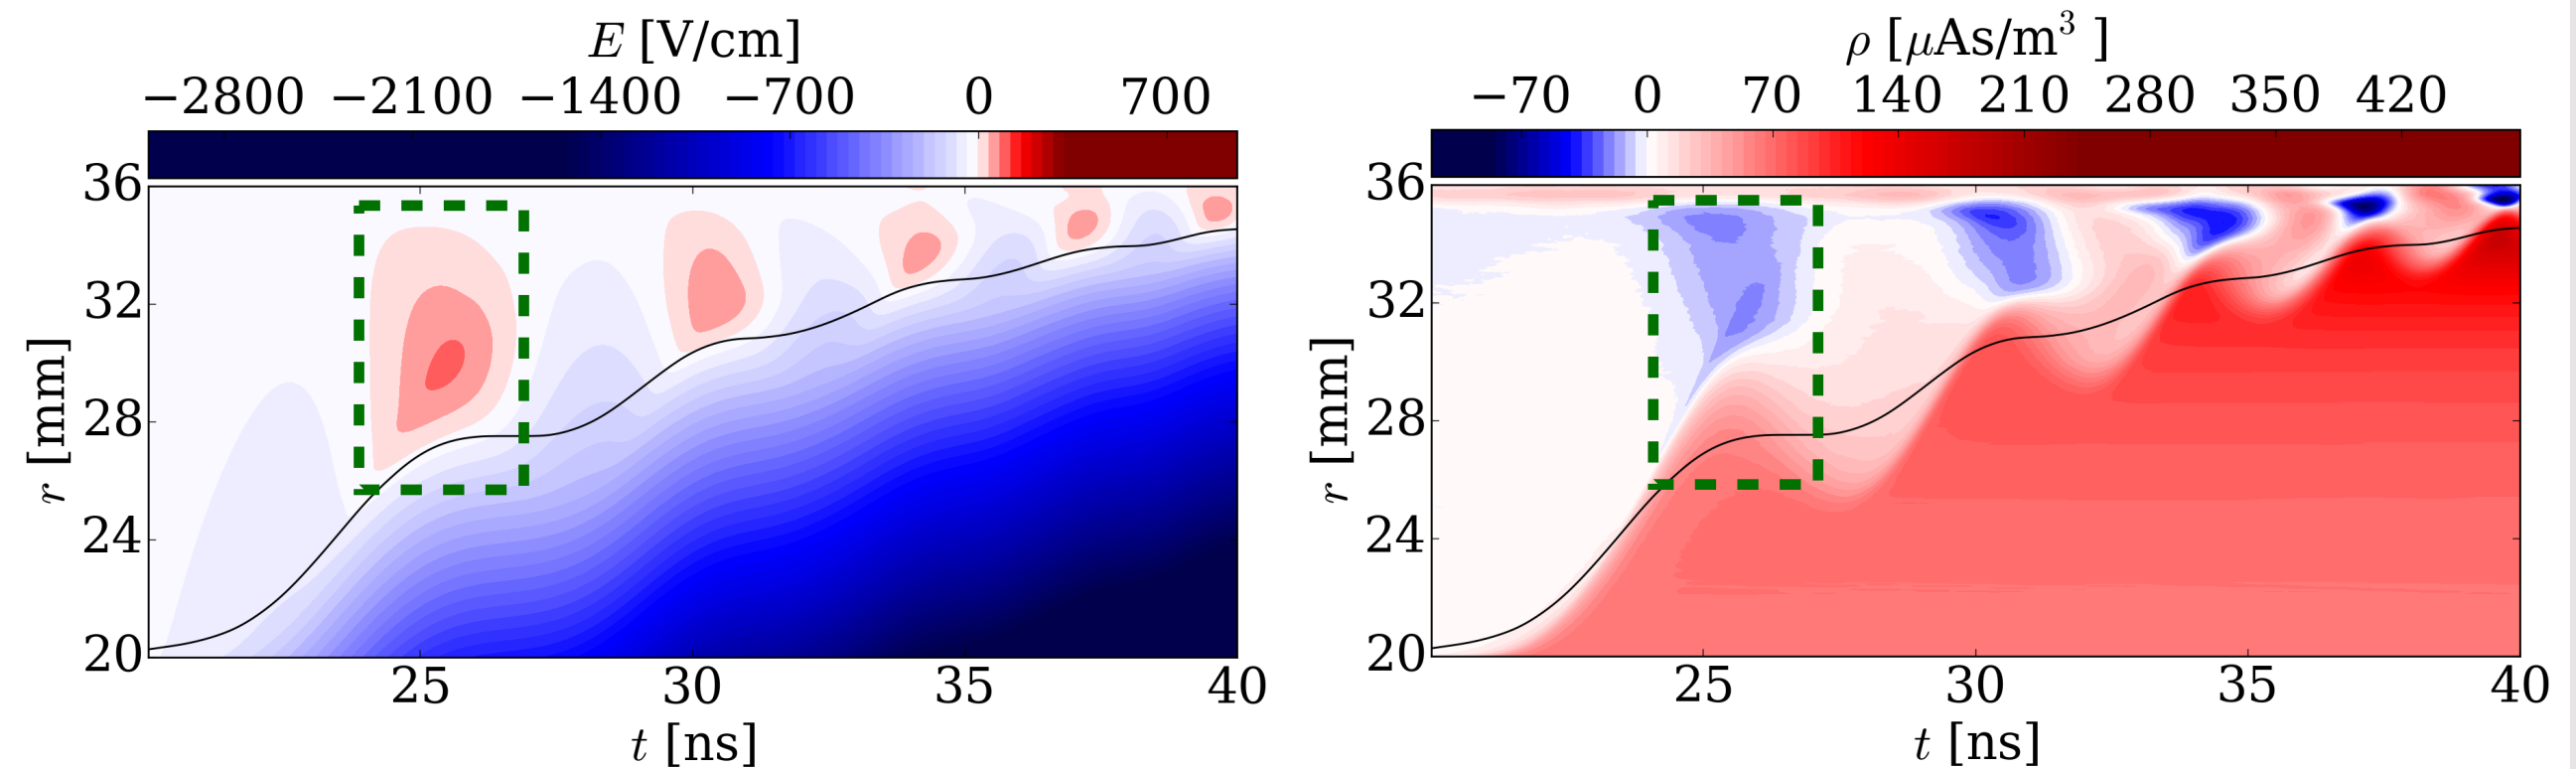 E [V/cm]
−2800 −2100 −1400 −700 0 700
36
32
28
24
20
r [mm]
25 30 35 40
t [ns]
ρ [μAs/m³ ]
−70 0 70 140 210 280 350 420
36
32
28
24
20
r [mm]
25 30 35 40
t [ns]